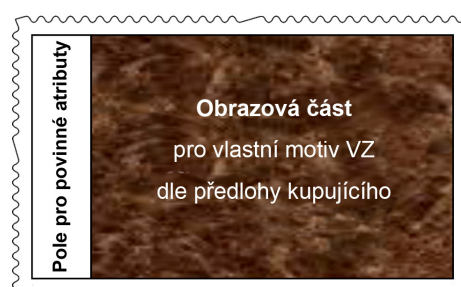 Pole pro povinné atributy
Obrazová část
pro vlastní motiv VZ
dle předlohy kupujícího